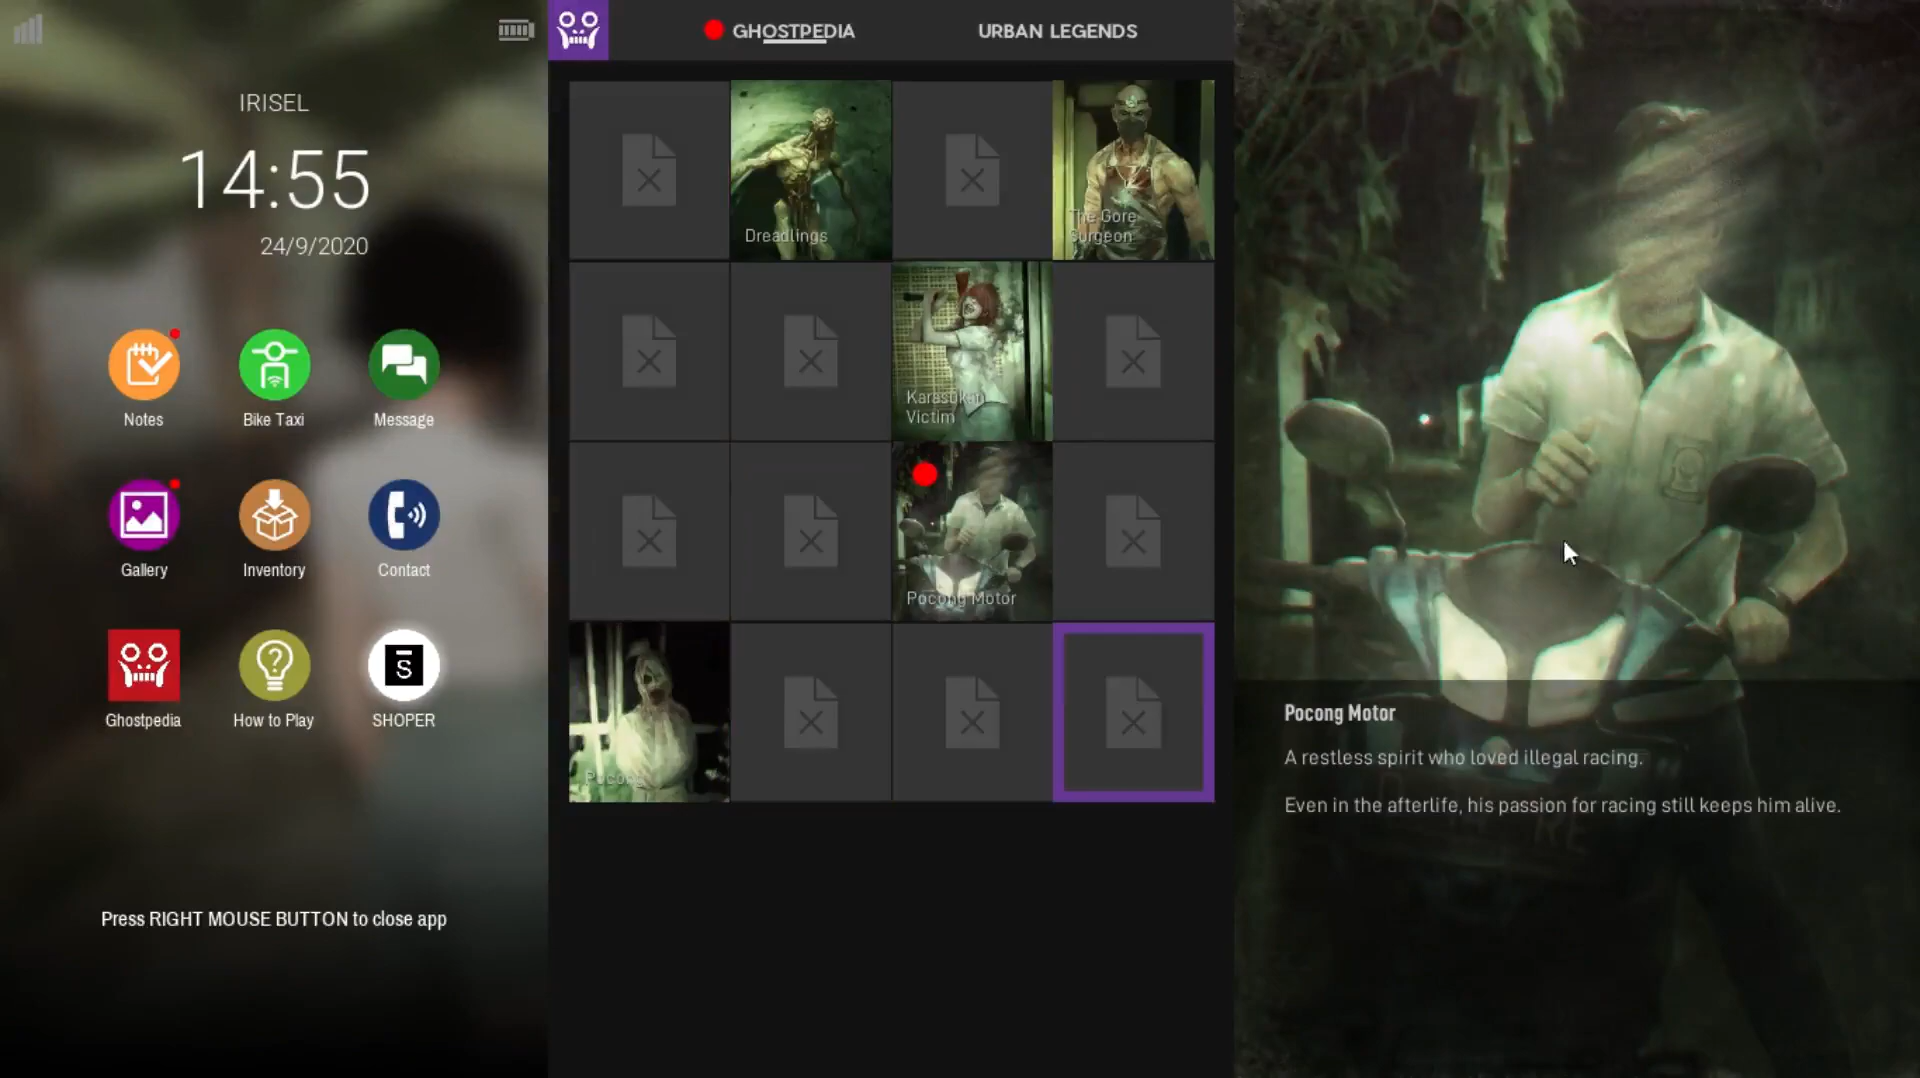 IRISEL
14:55
24/9/2020
Notes
Bike Taxi
Message
Gallery
Inventory
Contact
Ghostpedia
How to Play
S
SHOPER
Press RIGHT MOUSE BUTTON to close app
GHOSTPEDIA
URBAN LEGENDS
Dreadlings
The Gore
Surgeon
Karasukan
Victim
Pocong Motor
Pocong
Pocong Motor
A restless spirit who loved illegal racing.
Even in the afterlife, his passion for racing still keeps him alive.